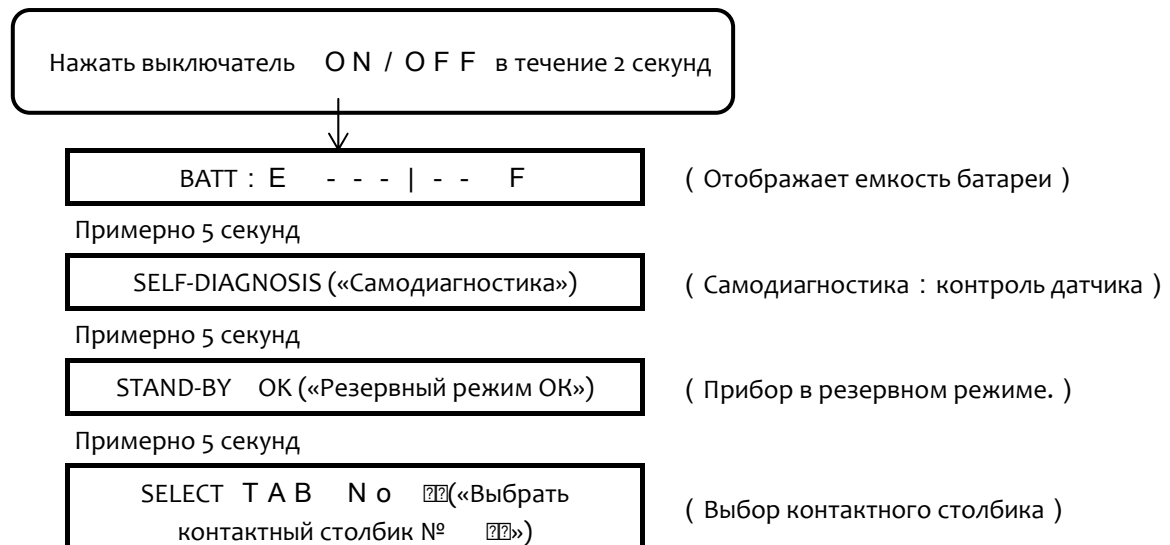 Нажать выключатель ON/OFF в течение 2 секунд
BATT : E - - - | - - F
( Отображает емкость батареи )
Примерно 5 секунд
SELF-DIAGNOSIS («Самодиагностика»)
( Самодиагностика : контроль датчика )
Примерно 5 секунд
STAND-BY OK («Резервный режим ОК»)
( Прибор в резервном режиме. )
Примерно 5 секунд
SELECT TAB No ⍰⍰(«Выбрать
контактный столбик № ⍰⍰»)
( Выбор контактного столбика )